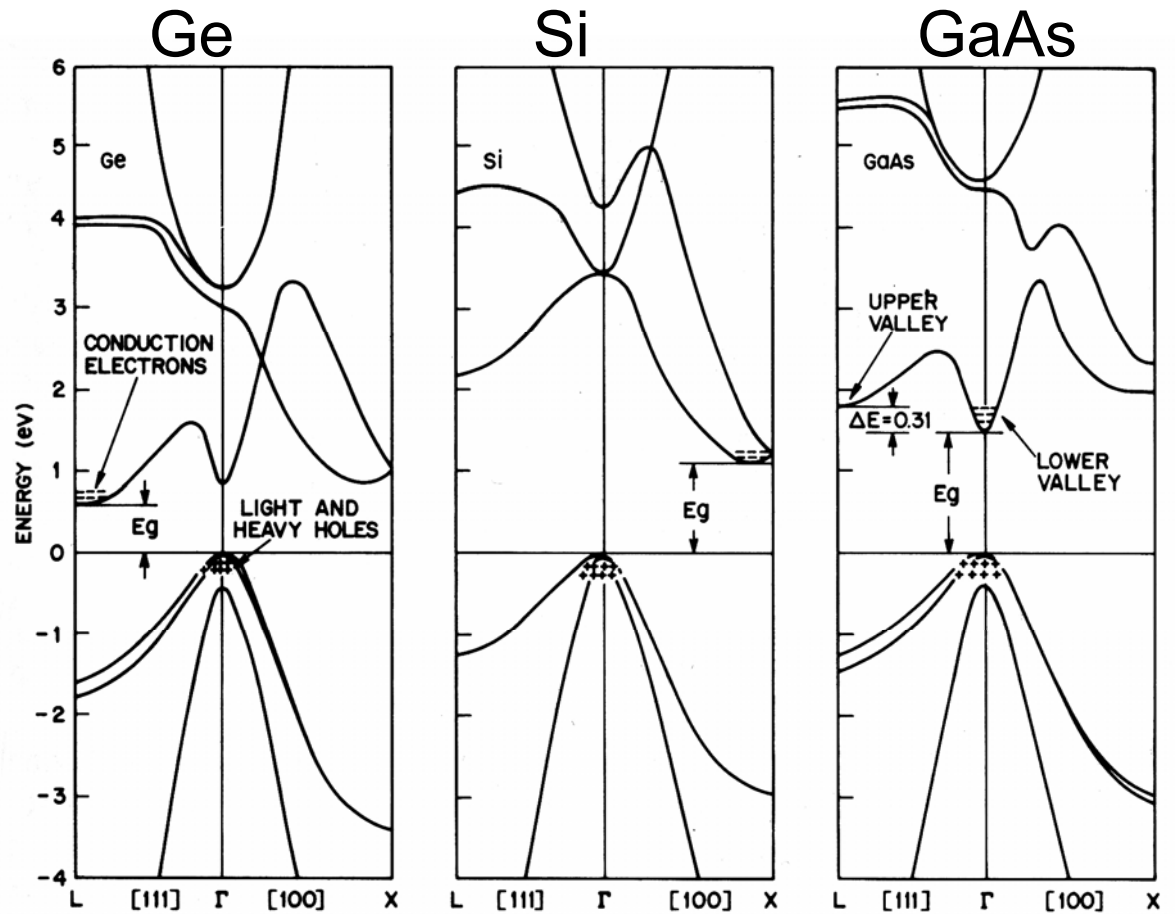 Ge
Si
GaAs
6
5
4
3
2
1
0
-1
-2
-3
-4
ENERGY (eV)
Ge
CONDUCTION
ELECTRONS
Eg
LIGHT AND
HEAVY HOLES
++++
+++
L
[111]
Γ
[100]
X
Si
Eg
++++
++++
L
[111]
Γ
[100]
X
GaAs
UPPER
VALLEY
ΔE=0.31
LOWER
VALLEY
Eg
++++
++++
L
[111]
Γ
[100]
X